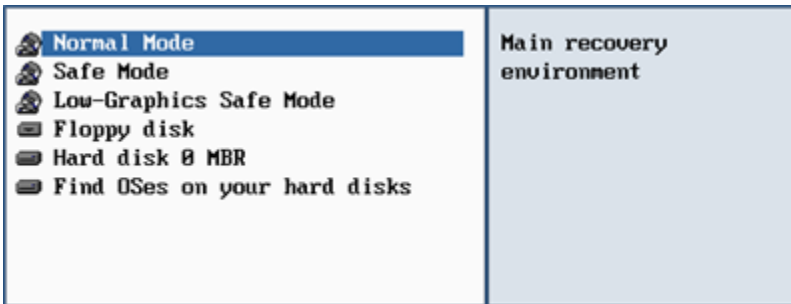 Normal Mode
Safe Mode
Low-Graphics Safe Mode
Floppy disk
Hard disk 0 MBR
Find OSes on your hard disks
Main recovery
environment